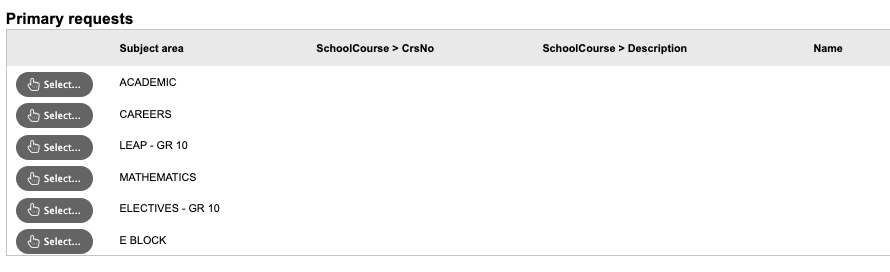 Primary requests
Subject area SchoolCourse > CrsNo SchoolCourse > Description Name
Select... ACADEMIC
Select... CAREERS
Select... LEAP - GR 10
Select... MATHEMATICS
Select... ELECTIVES - GR 10
Select... E BLOCK